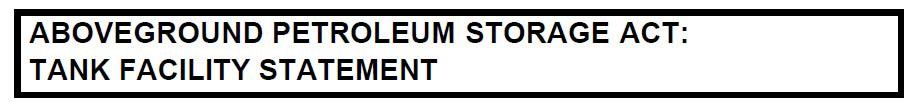 ABOVEGROUND PETROLEUM STORAGE ACT:
TANK FACILITY STATEMENT